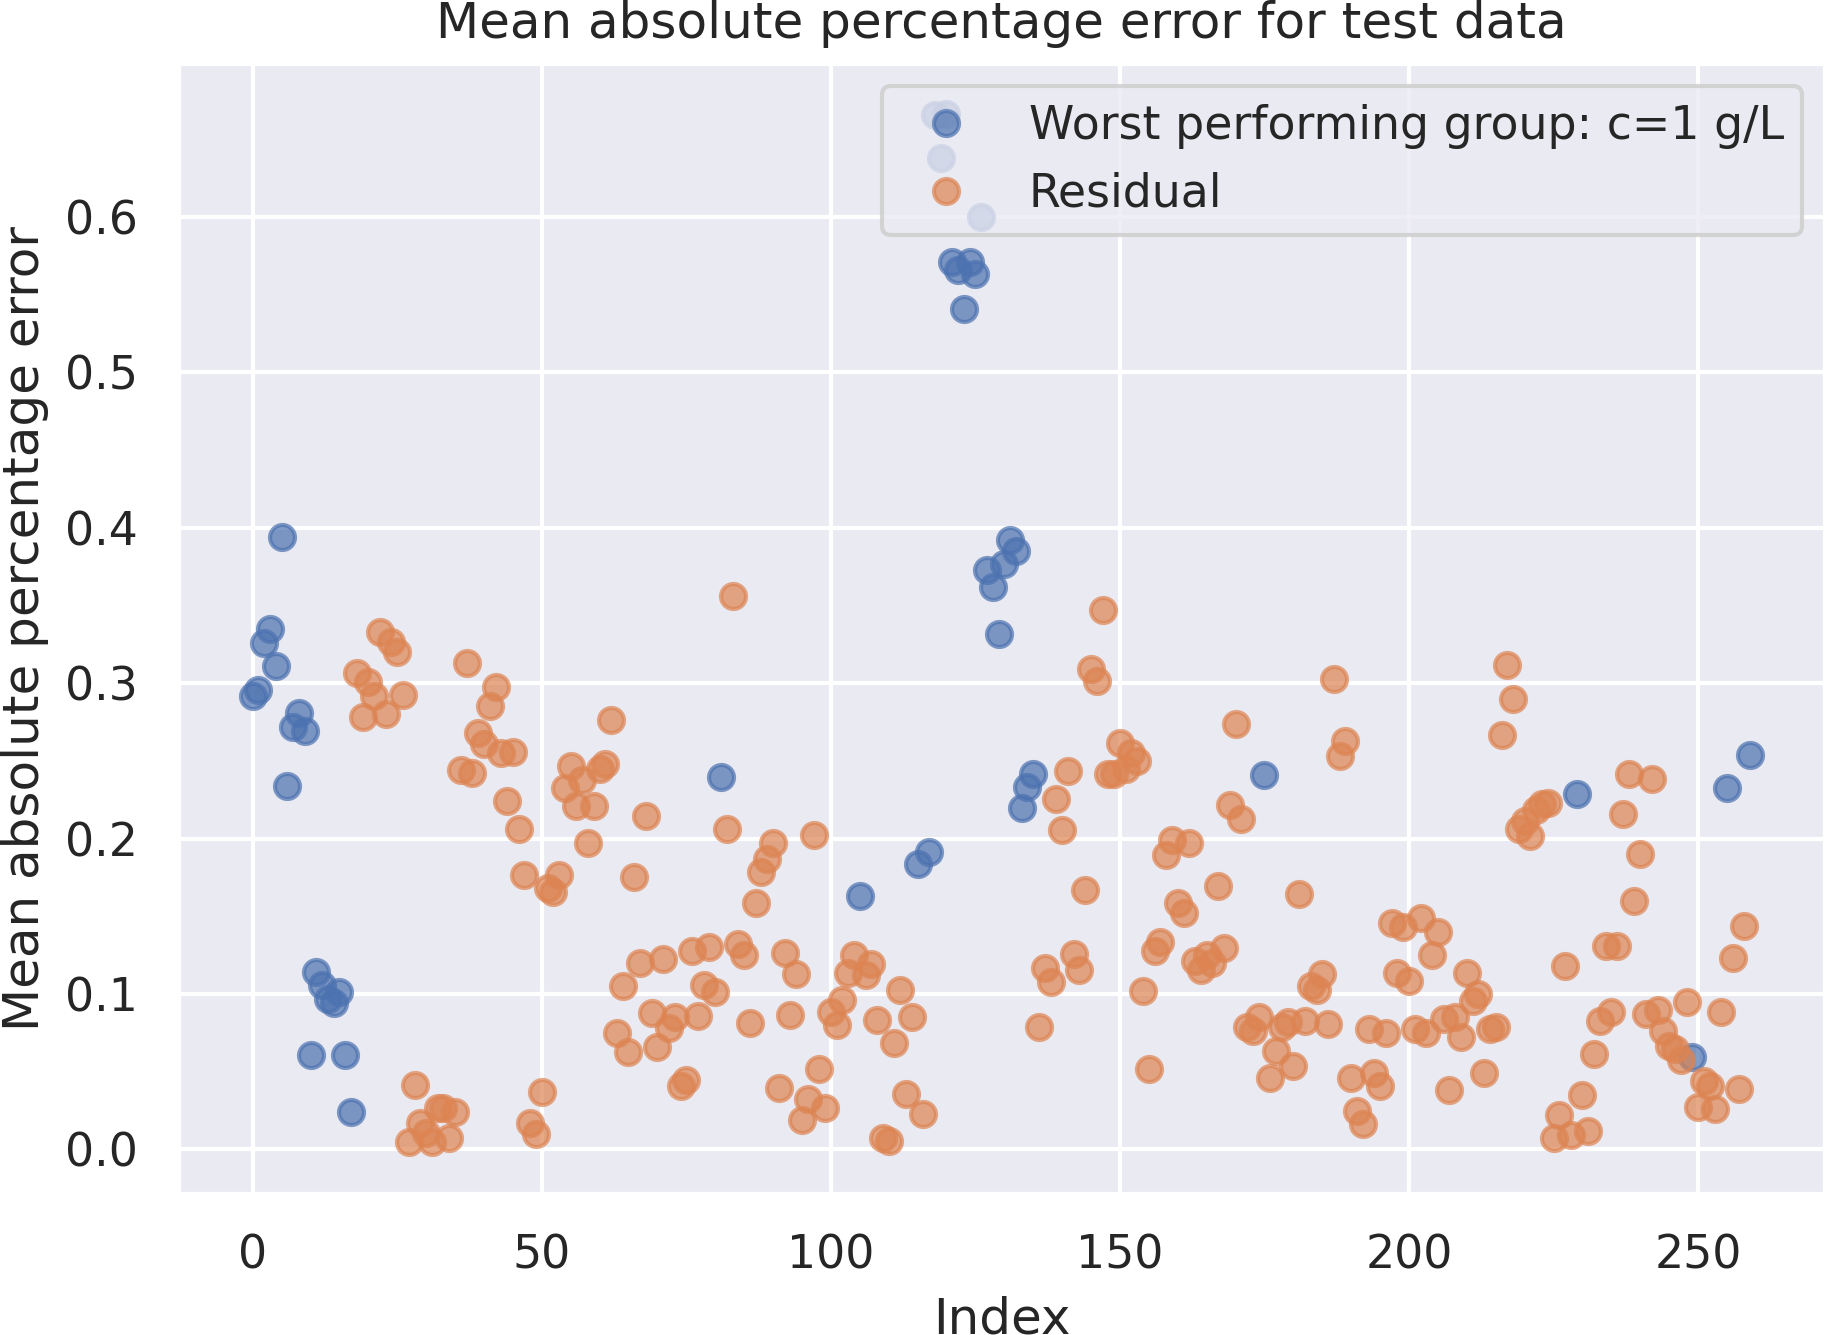 Mean absolute percentage error for test data
Worst performing group: c=1 g/L
Residual
Mean absolute percentage error
0.6
0.5
0.4
0.3
0.2
0.1
0.0
0 50 100 150 200 250
Index